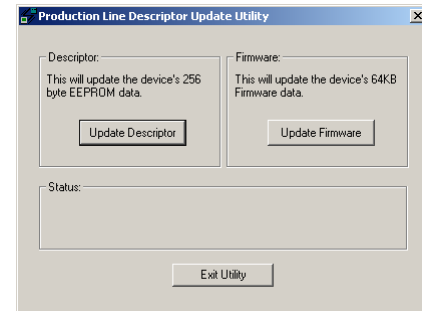 Production Line Descriptor Update Utility
Descriptor:
This will update the device's 256
byte EEPROM data.
Update Descriptor
Firmware:
This will update the device's 64KB
Firmware data.
Update Firmware
Status:
Exit Utility